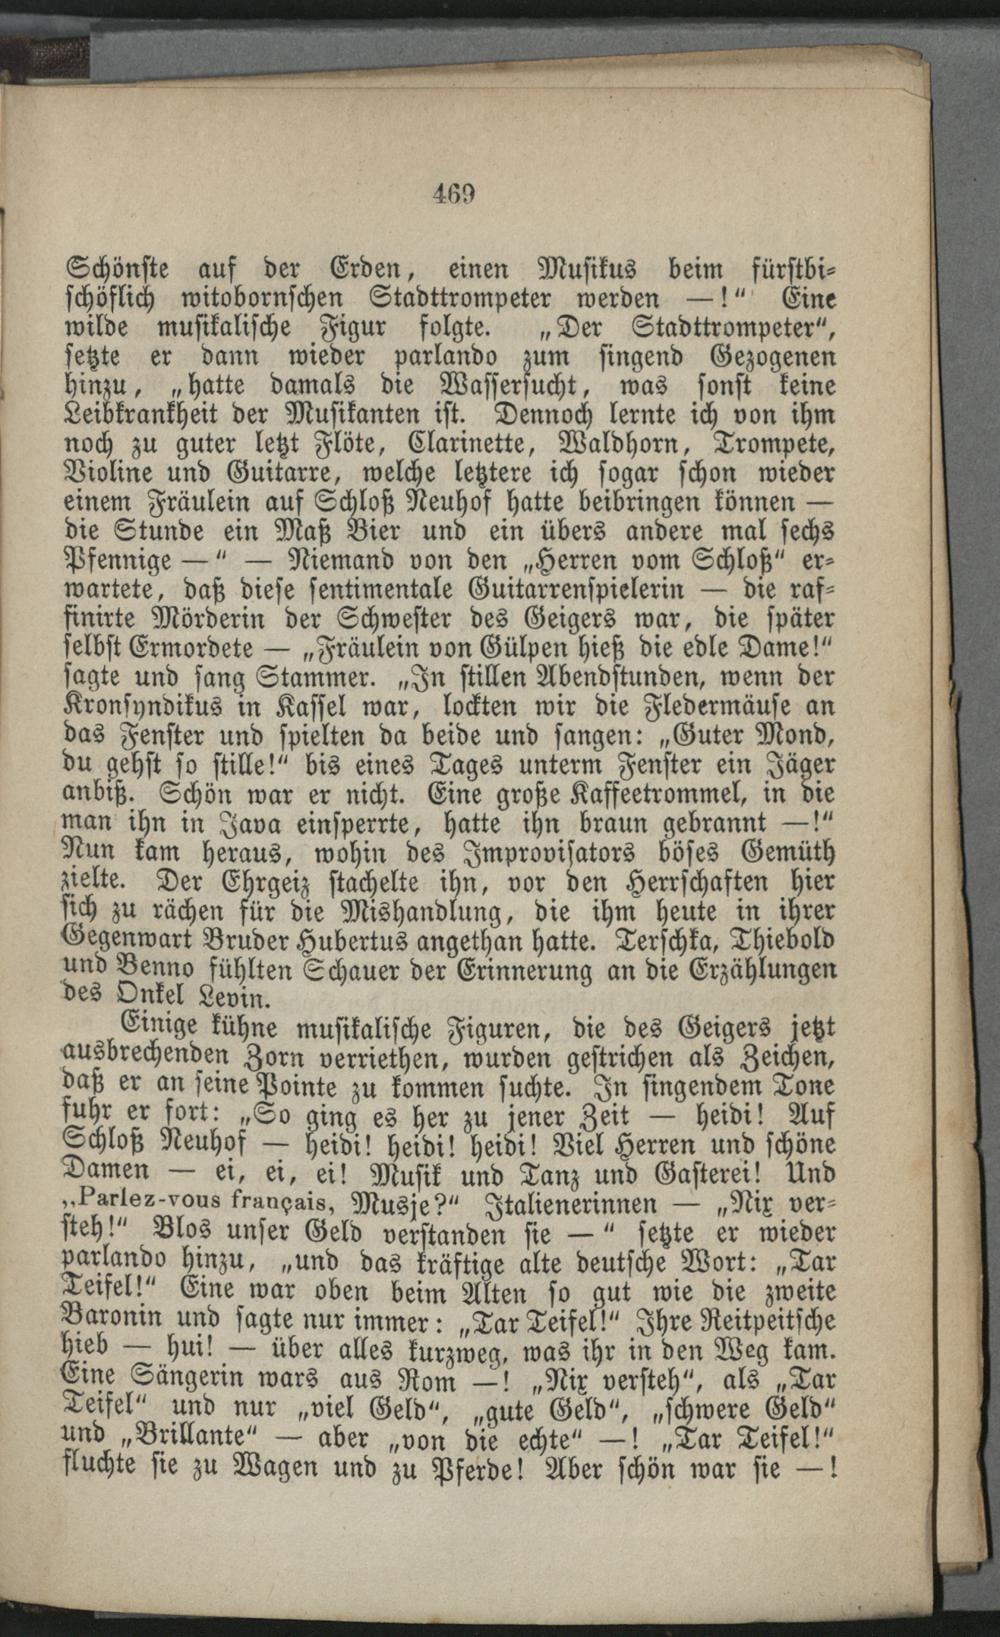 469
Schönste auf der Erden, einen Musikus beim fürstbi-
schöflich witobornschen Stadttrompeter werden —!“ Eine
wilde musikalische Figur folgte. „Der Stadttrompeter“,
setzte er dann wieder parlando zum singend Gezogenen
hinzu, „hatte damals die Wassersucht, was sonst keine
Leibkrankheit der Musikanten ist. Dennoch lernte ich von ihm
noch zu guter letzt Flöte, Clarinette, Waldhorn, Trompete,
Violine und Guitarre, welche letztere ich sogar schon wieder
einem Fräulein auf Schloß Neuhof hatte beibringen können —
die Stunde ein Maß Bier und ein übers andere mal sechs
Pfennige —“ — Niemand von den „Herren vom Schloß“ er-
wartete, daß diese sentimentale Guitarrenspielerin — die raf-
finirte Mörderin der Schwester des Geigers war, die später
selbst Ermordete — „Fräulein von Gülpen hieß die edle Dame!“
sagte und sang Stammer. „In stillen Abendstunden, wenn der
Kronsyndikus in Kassel war, lockten wir die Fledermäuse an
das Fenster und spielten da beide und sangen: „Guter Mond,
du gehst so stille!“ bis eines Tages unterm Fenster ein Jäger
anbiß. Schön war er nicht. Eine große Kaffeetrommel, in die
man ihn in Java einsperrte, hatte ihn braun gebrannt —!“
Nun kam heraus, wohin des Improvisators böses Gemüth
zielte. Der Ehrgeiz stachelte ihn, vor den Herrschaften hier
sich zu rächen für die Mishandlung, die ihm heute in ihrer
Gegenwart Bruder Hubertus angethan hatte. Terschka, Thiebold
und Benno fühlten Schauer der Erinnerung an die Erzählungen
des Onkel Levin.
Einige kühne musikalische Figuren, die des Geigers jetzt
ausbrechenden Zorn verriethen, wurden gestrichen als Zeichen,
daß er an seine Pointe zu kommen suchte. In singendem Tone
fuhr er fort: „So ging es her zu jener Zeit — heidi! Auf
Schloß Neuhof — heidi! heidi! heidi! Viel Herren und schöne
Damen — ei, ei, ei! Musik und Tanz und Gasterei! Und
„Parlez-vous français, Musje?“ Italienerinnen — „Nix ver-
steh!“ Blos unser Geld verstanden sie —“ setzte er wieder
parlando hinzu, „und das kräftige alte deutsche Wort: „Tar
Teifel!“ Eine war oben beim Alten so gut wie die zweite
Baronin und sagte nur immer: „Tar Teifel!“ Ihre Reitpeitsche
hieb — hui! — über alles kurzweg, was ihr in den Weg kam.
Eine Sängerin wars aus Rom —! „Nix versteh“, als „Tar
Teifel“ und nur „viel Geld“, „gute Geld“, „schwere Geld“
und „Brillante“ — aber „von die echte“ —! „Tar Teifel!“
fluchte sie zu Wagen und zu Pferde! Aber schön war sie —!